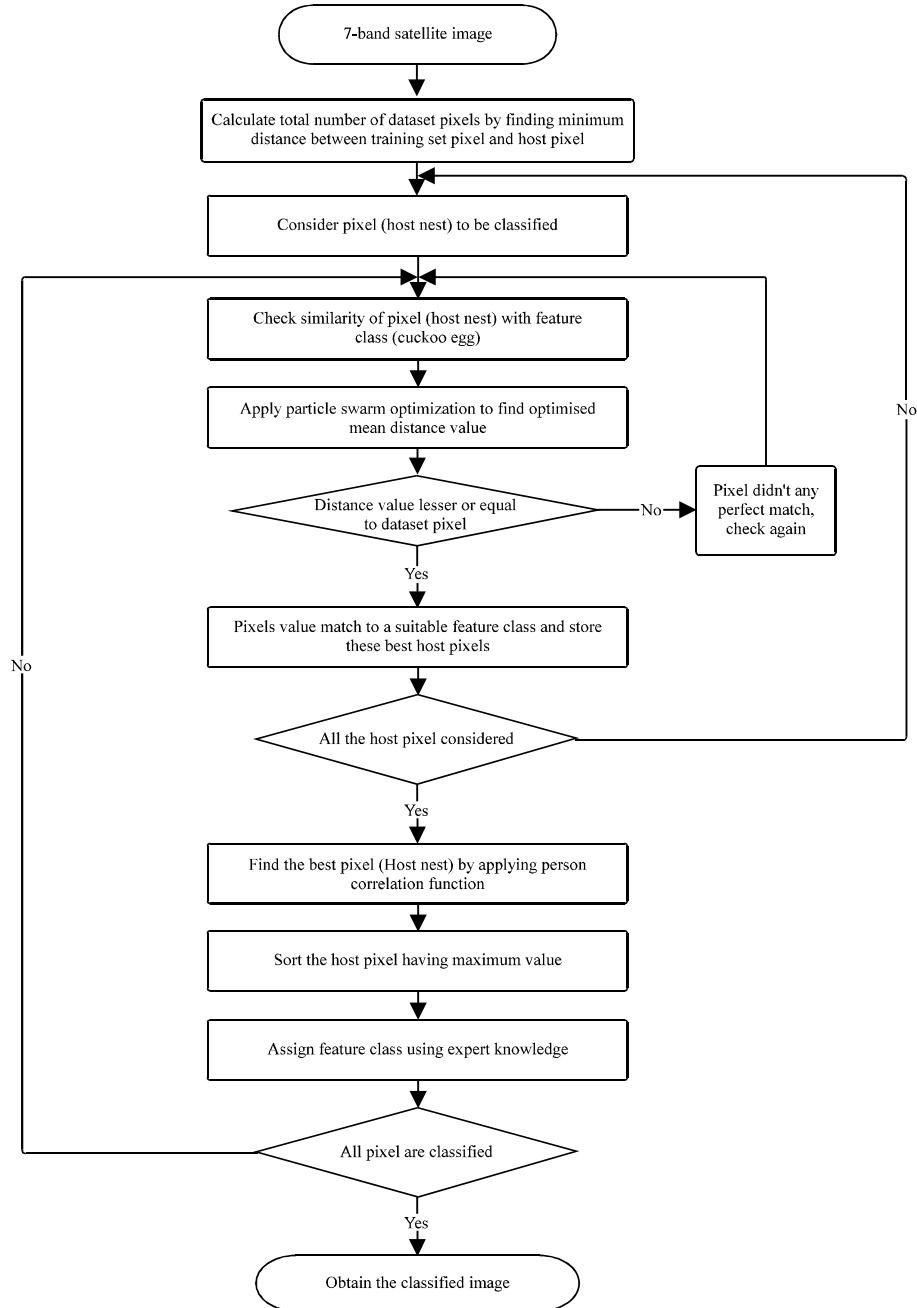 7-band satellite image
Calculate total number of dataset pixels by finding minimum
distance between training set pixel and host pixel
Consider pixel (host nest) to be classified
Check similarity of pixel (host nest) with feature
class (cuckoo egg)
Apply particle swarm optimization to find optimised
mean distance value
No
Distance value lesser or equal
to dataset pixel
No
Pixel didn't any
perfect match,
check again
Yes
Pixels value match to a suitable feature class and store
these best host pixels
No
All the host pixel considered
Yes
Find the best pixel (Host nest) by applying person
correlation function
Sort the host pixel having maximum value
Assign feature class using expert knowledge
All pixel are classified
Yes
Obtain the classified image